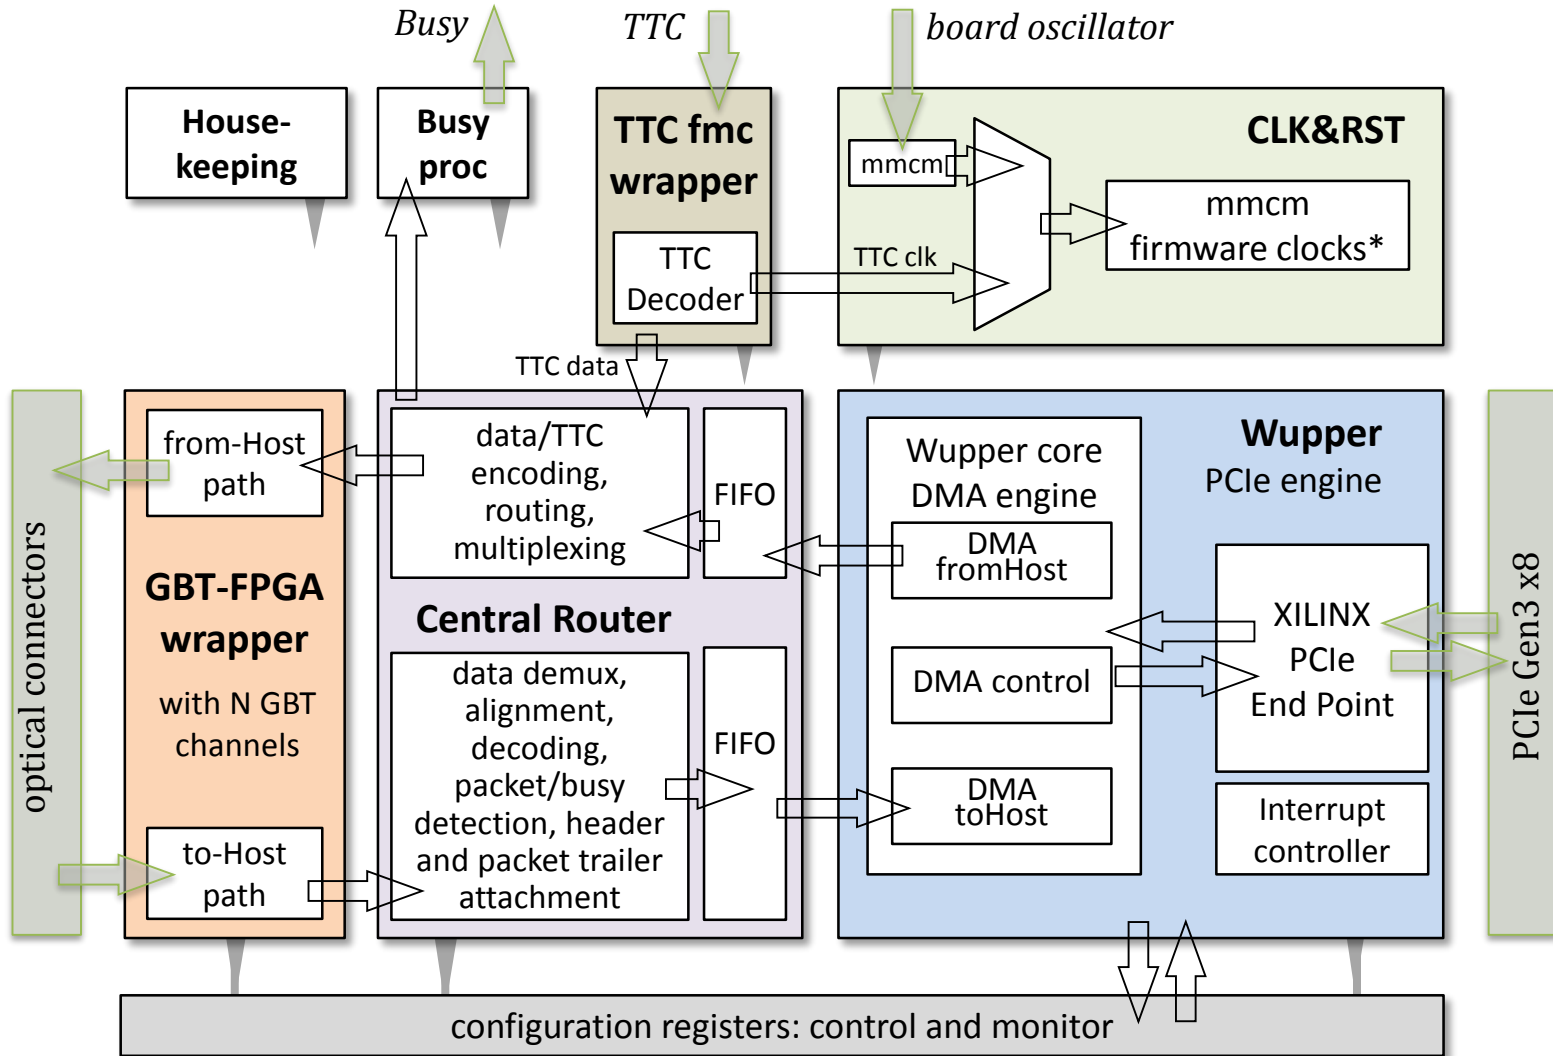 Busy
TTC
board oscillator
House-
keeping
Busy
proc
TTC fmc
wrapper
TTC
Decoder
CLK&RST
mmcm
mmcm
firmware clocks*
TTC clk
TTC data
optical connectors
from-Host
path
GBT-FPGA
wrapper
with N GBT
channels
to-Host
path
data/TTC
encoding,
routing,
multiplexing
FIFO
Central Router
data demux,
alignment,
decoding,
packet/busy
detection, header
and packet trailer
attachment
FIFO
Wupper core
DMA engine
DMA
fromHost
DMA control
DMA
toHost
Wupper
PCIe engine
XILINX
PCIe
End Point
Interrupt
controller
PCIe Gen3 x8
configuration registers: control and monitor